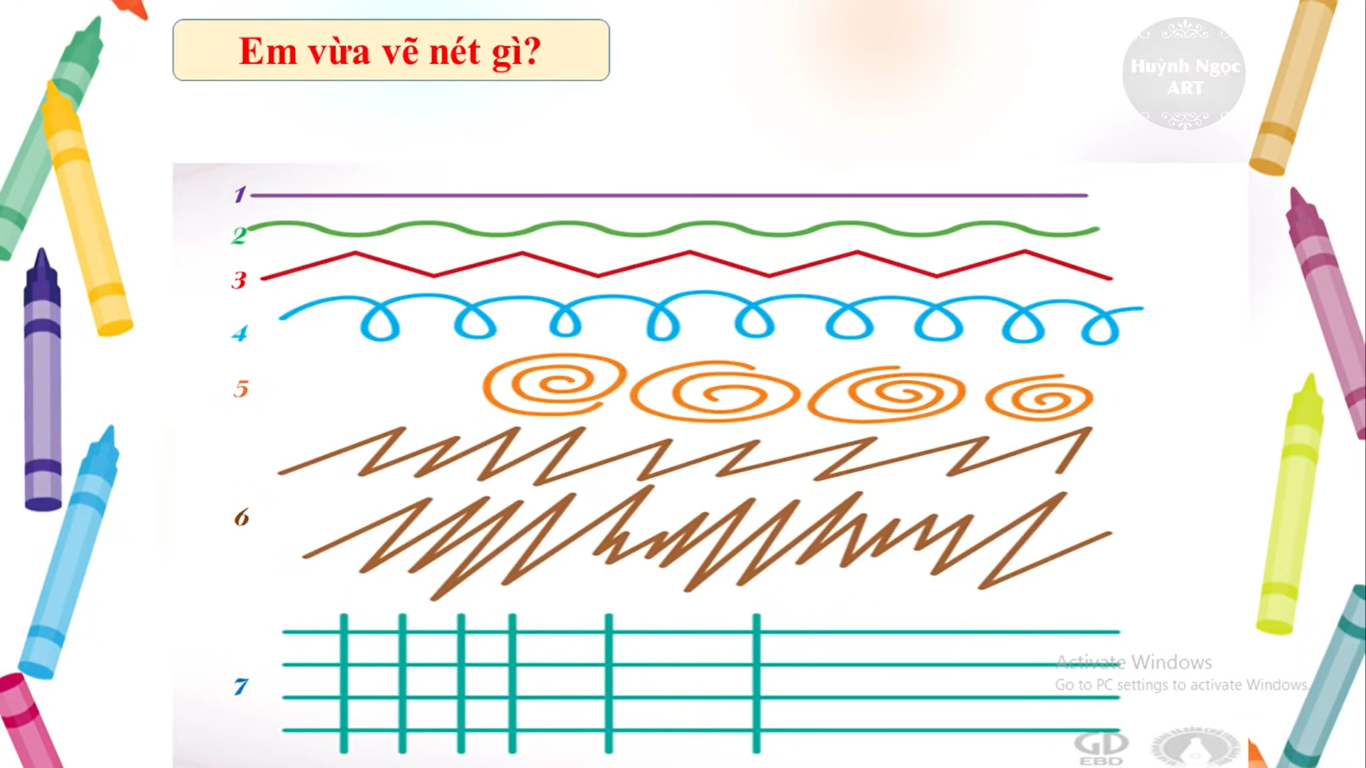 Em vừa vẽ nét gì?
Huỳnh Ngọc
ART
1
2
3
4
5
6
7
Activate Windows
Go to PC settings to activate Windows.
GD
EBD